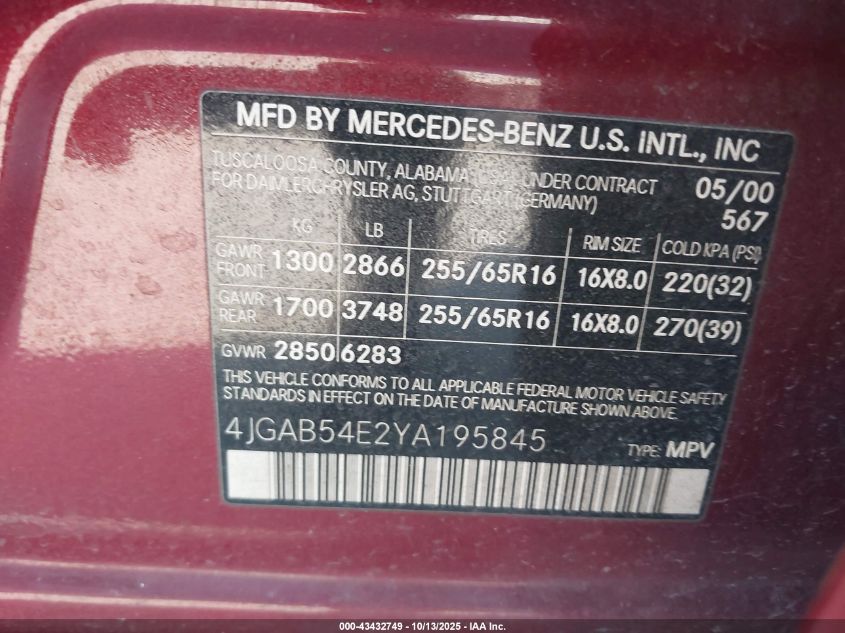 MFD BY MERCEDES-BENZ U.S. INTL., INC
TUSCALOOSA COUNTY, ALABAMA UNDER CONTRACT 05/00
FOR DAIMLERCHRYSLER AG, STUTTGART (GERMANY) 567
KG LB TIRES RIM SIZE COLD KPA (PSI)
GAWR FRONT 1300 2866 255/65R16 16X8.0 220(32)
GAWR REAR 1700 3748 255/65R16 16X8.0 270(39)
GVWR 2850 6283
THIS VEHICLE CONFORMS TO ALL APPLICABLE FEDERAL MOTOR VEHICLE SAFETY
STANDARDS IN EFFECT ON THE DATE OF MANUFACTURE SHOWN ABOVE.
4JGAB54E2YA195845 TYPE: MPV
000-43432749 | 10/13/2025 - IAA Inc.